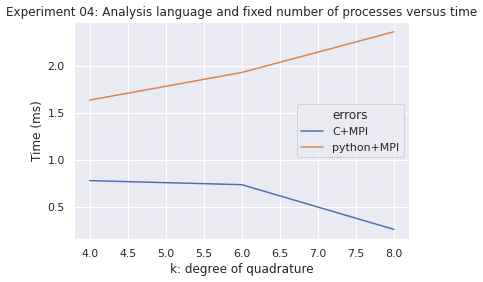 Experiment 04: Analysis language and fixed number of processes versus time
2.0
1.5
1.0
0.5
Time (ms)
errors
C+MPI
python+MPI
4.0 4.5 5.0 5.5 6.0 6.5 7.0 7.5 8.0
k: degree of quadrature